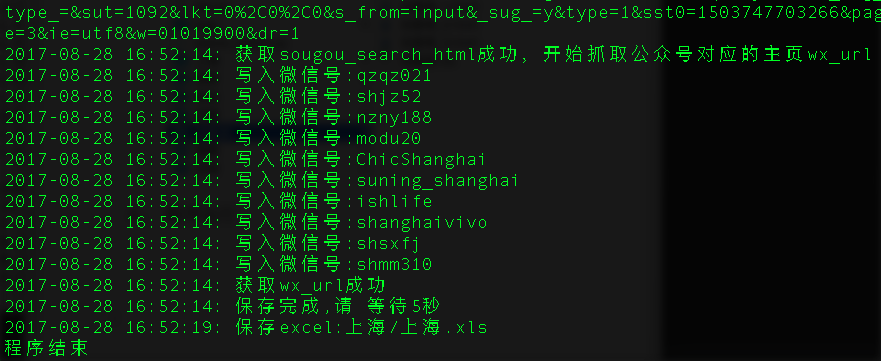 type_=&sut=1092&lkt=0%2C0%2C0&s_from=input&_sug_=y&type=1&sst0=1503747703266&pag
e=3&ie=utf8&w=01019900&dr=1
2017-08-28 16:52:14: 获取sougou_search_html成功, 开始抓取公众号对应的主页wx_url
2017-08-28 16:52:14: 写入微信号:qzqz021
2017-08-28 16:52:14: 写入微信号:shjz52
2017-08-28 16:52:14: 写入微信号:nzny188
2017-08-28 16:52:14: 写入微信号:modu20
2017-08-28 16:52:14: 写入微信号:ChicShanghai
2017-08-28 16:52:14: 写入微信号:suning_shanghai
2017-08-28 16:52:14: 写入微信号:ishlife
2017-08-28 16:52:14: 写入微信号:shanghaivivo
2017-08-28 16:52:14: 写入微信号:shsxfj
2017-08-28 16:52:14: 写入微信号:shmm310
2017-08-28 16:52:14: 获取wx_url成功
2017-08-28 16:52:14: 保存完成,请 等待5秒
2017-08-28 16:52:19: 保存excel:上海/上海.xls
程序结束